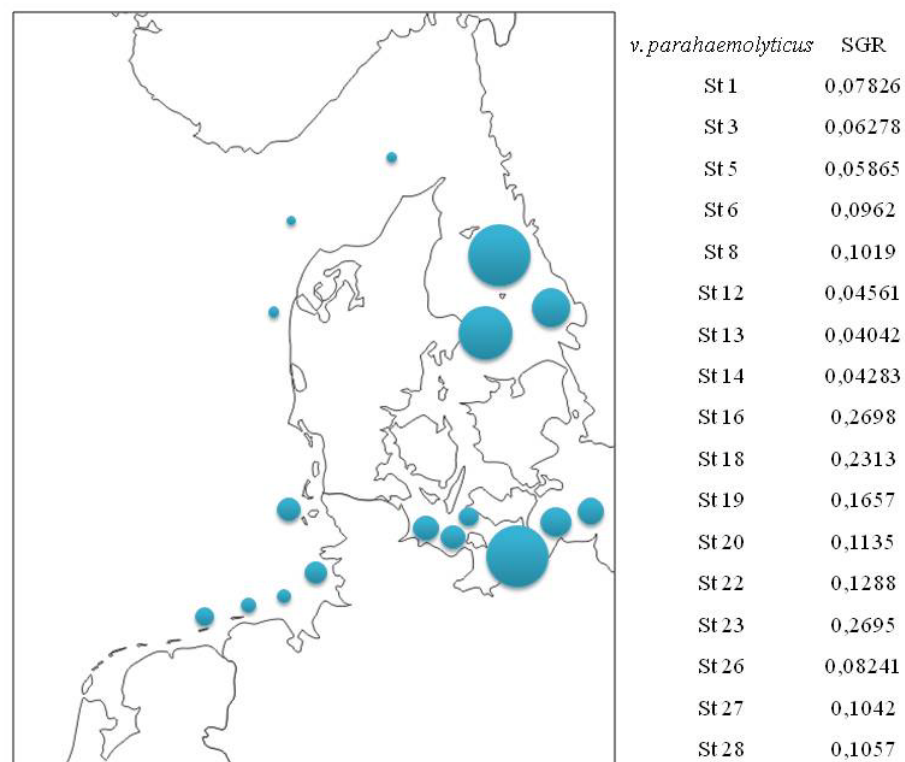 v. parahaemolyticus SGR
St 1 0,07826
St 3 0,06278
St 5 0,05865
St 6 0,0962
St 8 0,1019
St 12 0,04561
St 13 0,04042
St 14 0,04283
St 16 0,2698
St 18 0,2313
St 19 0,1657
St 20 0,1135
St 22 0,1288
St 23 0,2695
St 26 0,08241
St 27 0,1042
St 28 0,1057